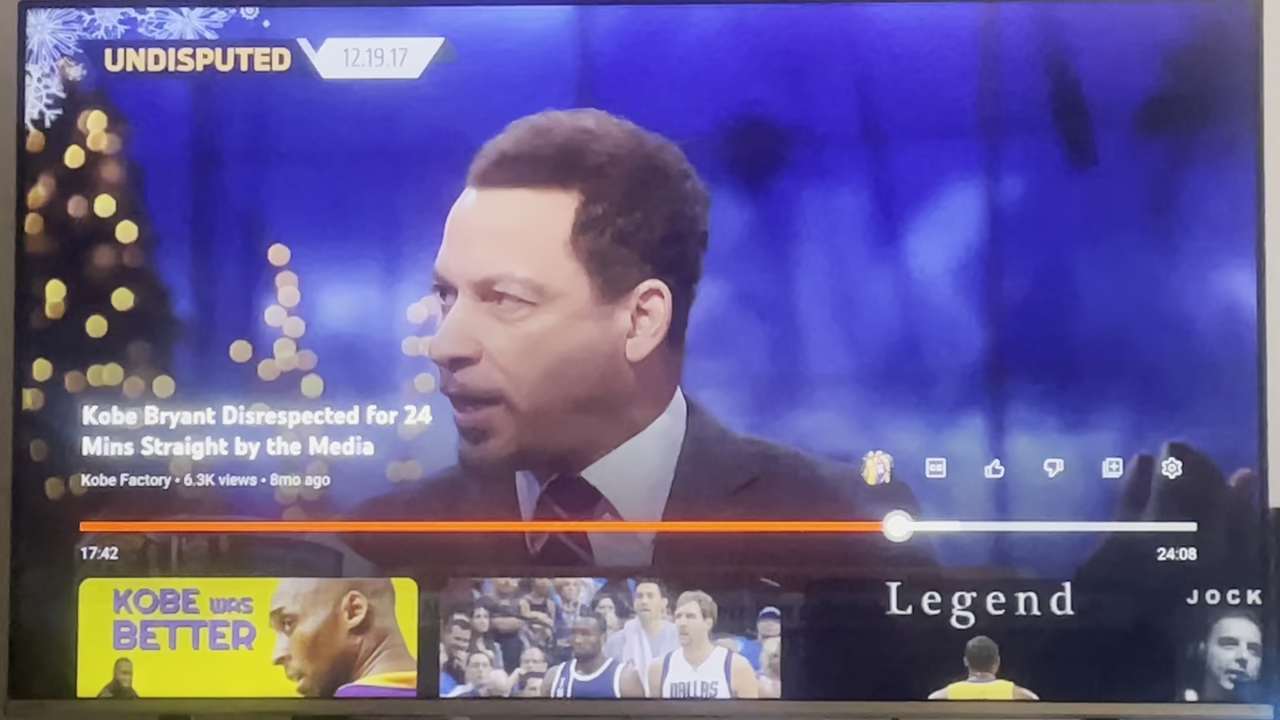 UNDISPUTED
12.19.17
Kobe Bryant Disrespected for 24
Mins Straight by the Media
Kobe Factory • 6.3K views • 8mo ago
CC
17:42
24:08
KOBE WAS
BETTER
Legend
JOCK
DALLAS